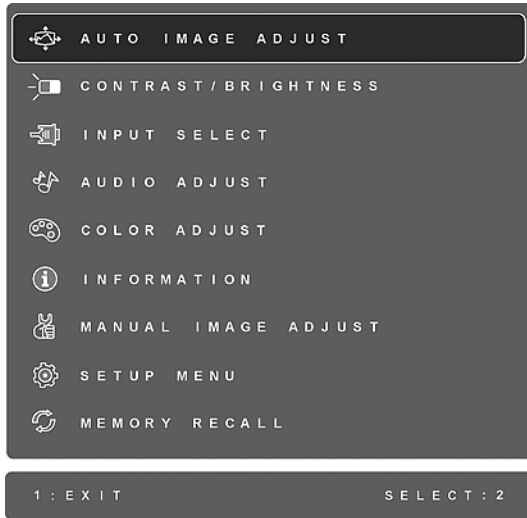 AUTO IMAGE ADJUST
CONTRAST/BRIGHTNESS
INPUT SELECT
AUDIO ADJUST
COLOR ADJUST
INFORMATION
MANUAL IMAGE ADJUST
SETUP MENU
MEMORY RECALL
1:EXIT SELECT:2